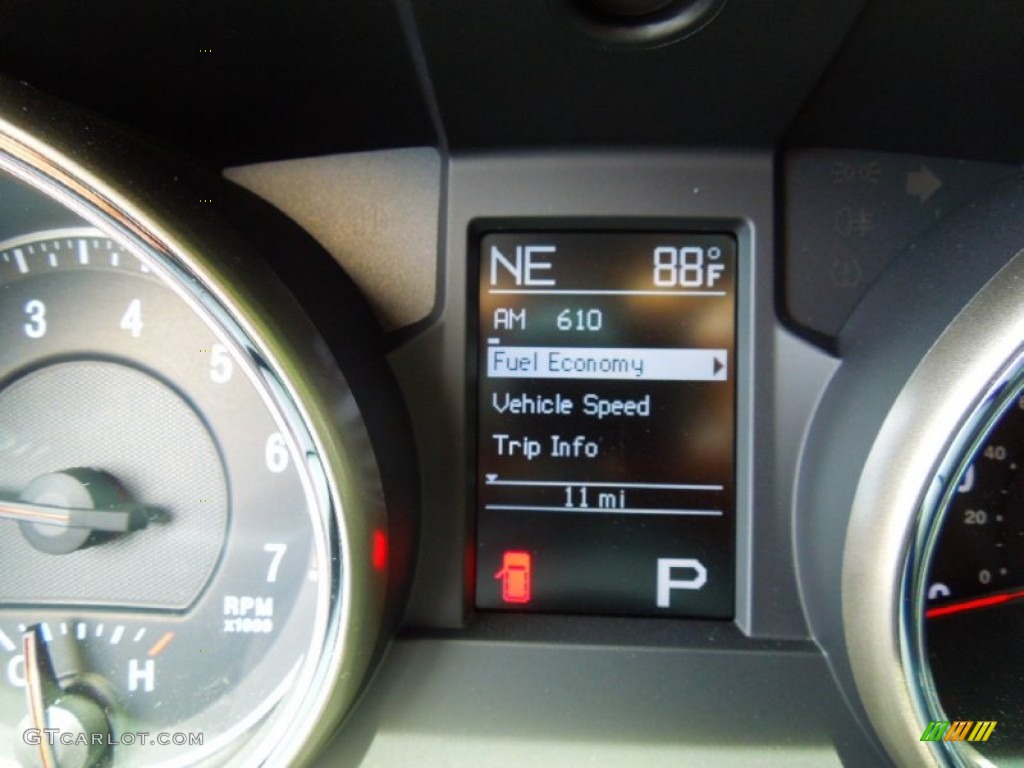 NE 88°F
AM 610
Fuel Economy
Vehicle Speed
Trip Info
11 mi
P
3
4
5
6
7
RPM
x1000
C H
40
20
0
GTCARLOT.COM